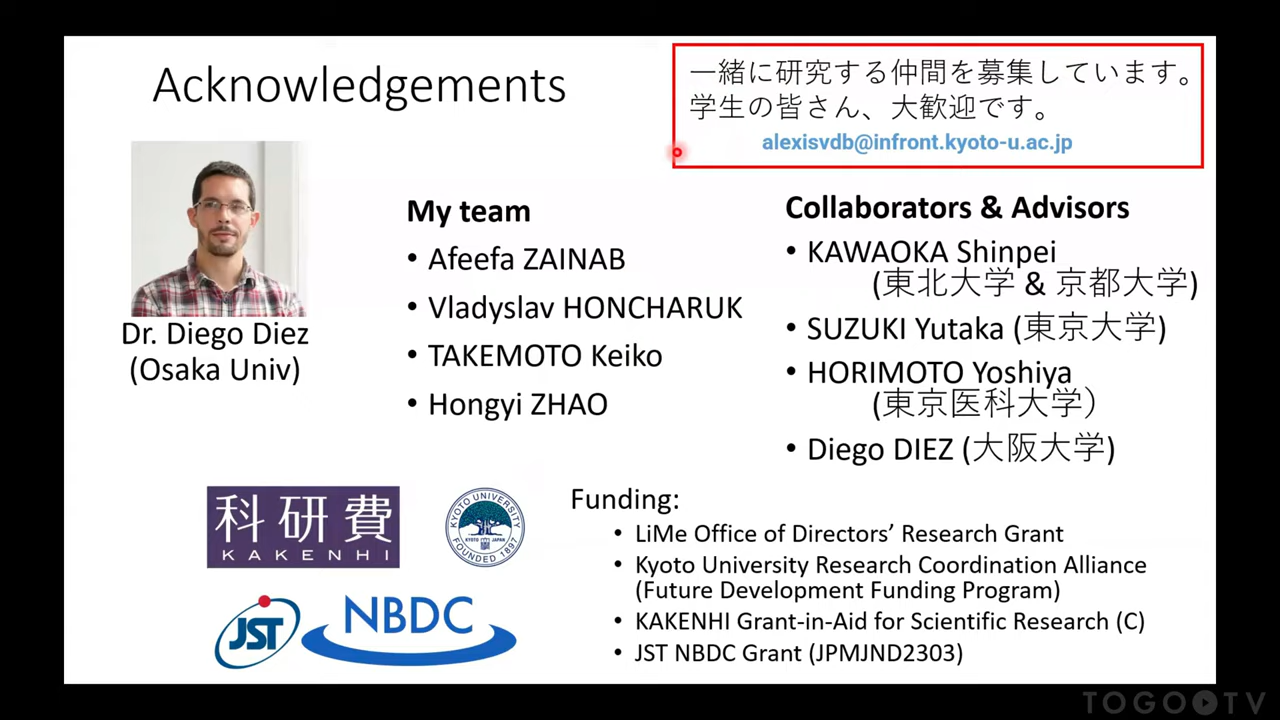 Acknowledgements
一緒に研究する仲間を募集しています。
学生の皆さん、大歓迎です。
alexisvdb@infront.kyoto-u.ac.jp
Dr. Diego Diez
(Osaka Univ)
My team
• Afeefa ZAINAB
• Vladyslav HONCHARUK
• TAKEMOTO Keiko
• Hongyi ZHAO
Collaborators & Advisors
• KAWAOKA Shinpei
(東北大学 & 京都大学)
• SUZUKI Yutaka (東京大学)
• HORIMOTO Yoshiya
(東京医科大学）
• Diego DIEZ (大阪大学)
科研費
KAKENHI
KYOTO UNIVERSITY
KYOTO JAPAN
FOUNDED 1897
JST
NBDC
Funding:
• LiMe Office of Directors’ Research Grant
• Kyoto University Research Coordination Alliance
(Future Development Funding Program)
• KAKENHI Grant-in-Aid for Scientific Research (C)
• JST NBDC Grant (JPMJND2303)
TOGO TV